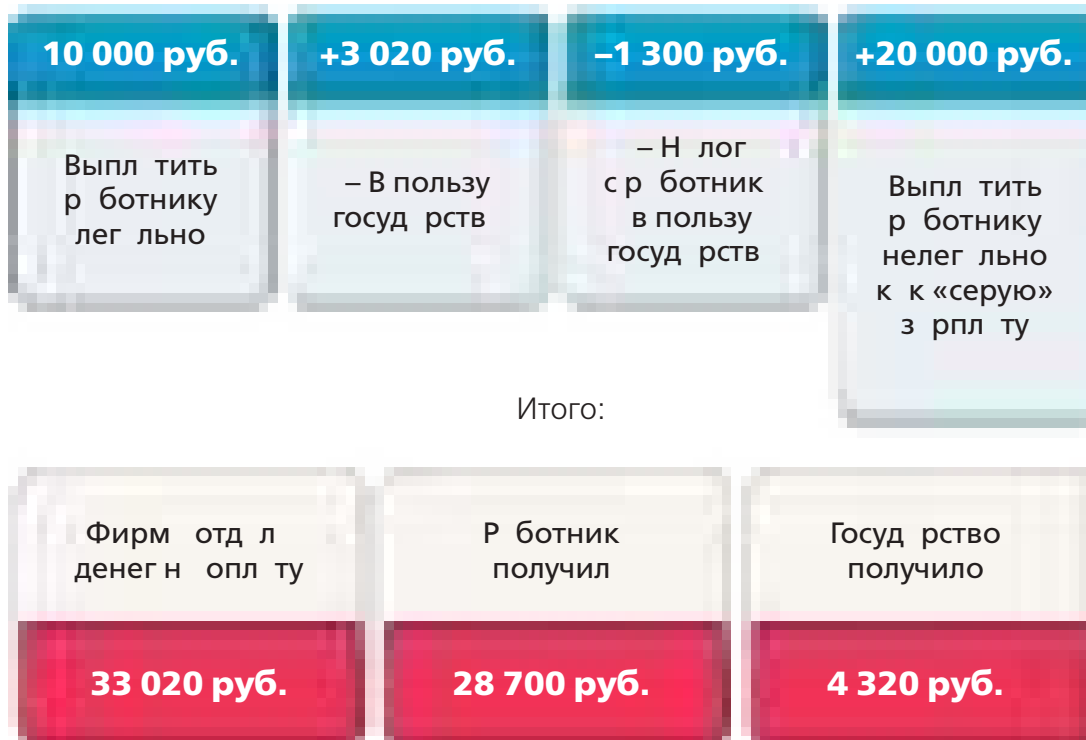 10 000 руб.
Выпл тить
р ботнику
лег льно
+3 020 руб.
– В пользу
госуд рств
–1 300 руб.
– Н лог
с р ботник
в пользу
госуд рств
+20 000 руб.
Выпл тить
р ботнику
нелег льно
к к «серую»
з рпл ту
Итого:
Фирм отд л
денег н опл ту
33 020 руб.
Р ботник
получил
28 700 руб.
Госуд рство
получило
4 320 руб.